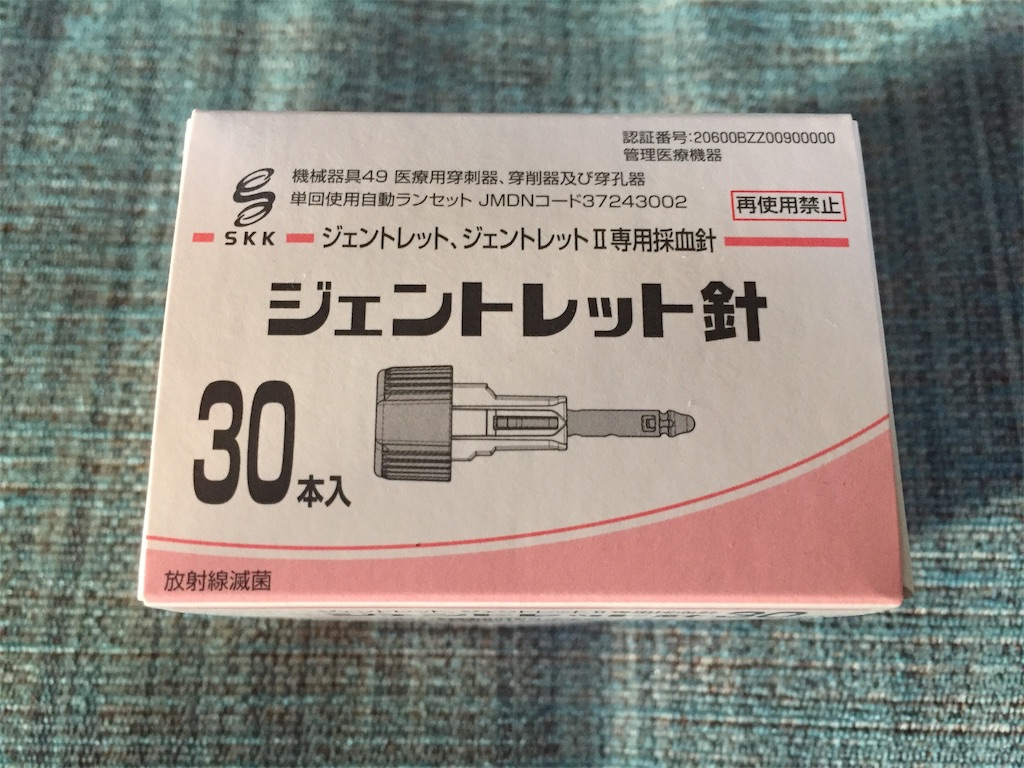 認証番号:20600BZZ00900000
管理医療機器
機械器具49 医療用穿刺器、穿削器及び穿孔器
単回使用自動ランセット JMDNコード37243002
再使用禁止
SKK
ジェントレット、ジェントレットⅡ専用採血針
ジェントレット針
30本入
放射線滅菌